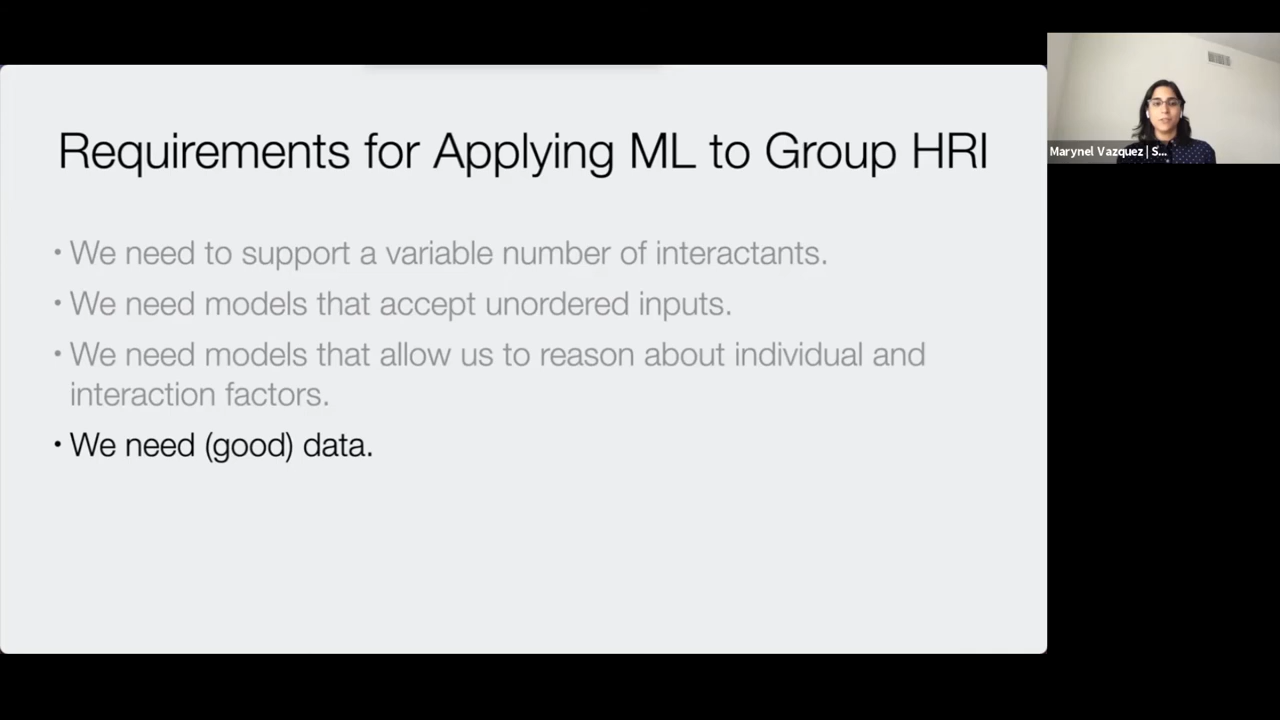 Requirements for Applying ML to Group HRI
• We need to support a variable number of interactants.
• We need models that accept unordered inputs.
• We need models that allow us to reason about individual and
interaction factors.
• We need (good) data.
Marynel Vazquez | S...